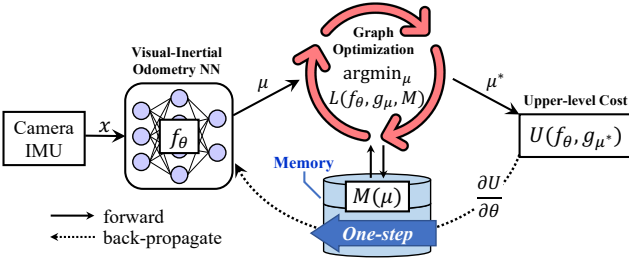 Visual-Inertial
Odometry NN
Graph
Optimization
argmin_μ
L(f_θ, g_μ, M)
μ
μ*
Upper-level Cost
U(f_θ, g_μ*)
Camera
IMU
x
f_θ
Memory
M(μ)
∂U
∂θ
One-step
forward
back-propagate